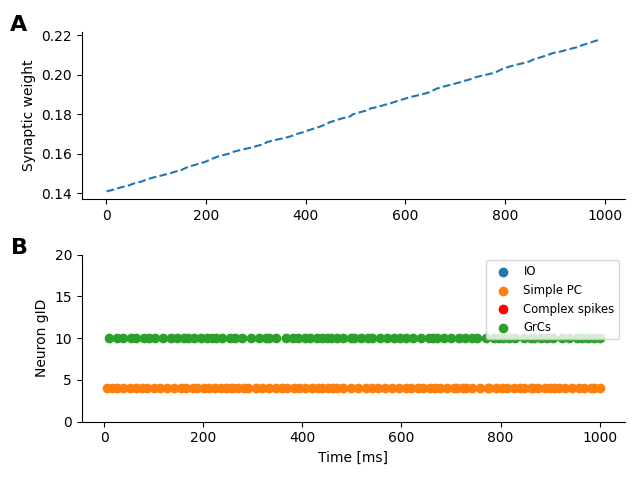 A
0.22
0.20
0.18
0.16
0.14
Synaptic weight
0 200 400 600 800 1000
B
20
15
10
5
0
Neuron gID
IO
Simple PC
Complex spikes
GrCs
0 200 400 600 800 1000
Time [ms]